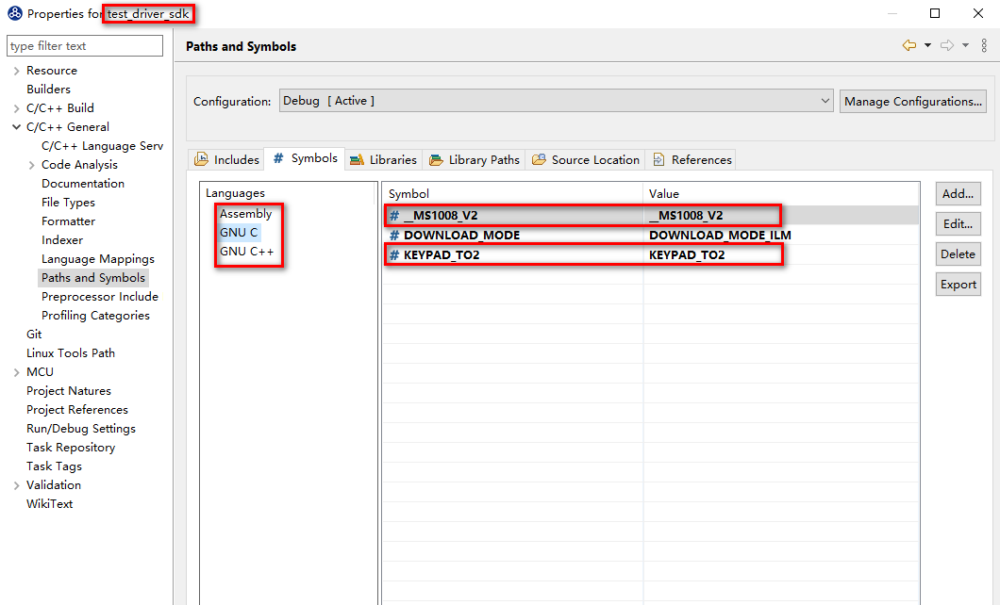 Properties for test_driver_sdk
type filter text
Paths and Symbols
Resource
Builders
C/C++ Build
C/C++ General
C/C++ Language Serv
Code Analysis
Documentation
File Types
Formatter
Indexer
Language Mappings
Paths and Symbols
Preprocessor Include
Profiling Categories
Git
Linux Tools Path
MCU
Project Natures
Project References
Run/Debug Settings
Task Repository
Task Tags
Validation
WikiText
Configuration: Debug [ Active ] Manage Configurations...
Includes # Symbols Libraries Library Paths Source Location References
Languages
Assembly
GNU C
GNU C++
Symbol Value
# __MS1008_V2 __MS1008_V2
# DOWNLOAD_MODE DOWNLOAD_MODE_ILM
# KEYPAD_TO2 KEYPAD_TO2
Add...
Edit...
Delete
Export